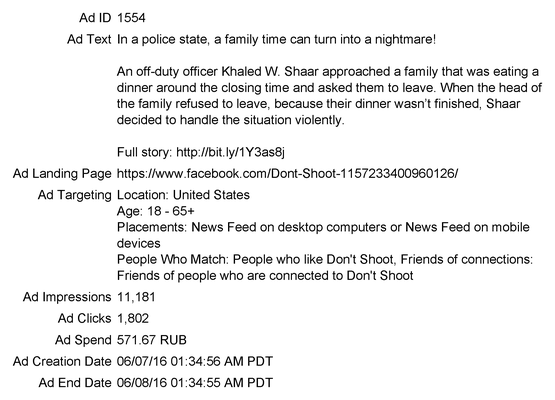 Ad ID 1554
Ad Text In a police state, a family time can turn into a nightmare!
An off-duty officer Khaled W. Shaar approached a family that was eating a
dinner around the closing time and asked them to leave. When the head of
the family refused to leave, because their dinner wasn't finished, Shaar
decided to handle the situation violently.
Full story: http://bit.ly/1Y3as8j
Ad Landing Page https://www.facebook.com/Dont-Shoot-1157233400960126/
Ad Targeting Location: United States
Age: 18 - 65+
Placements: News Feed on desktop computers or News Feed on mobile
devices
People Who Match: People who like Don't Shoot, Friends of connections:
Friends of people who are connected to Don't Shoot
Ad Impressions 11,181
Ad Clicks 1,802
Ad Spend 571.67 RUB
Ad Creation Date 06/07/16 01:34:56 AM PDT
Ad End Date 06/08/16 01:34:55 AM PDT